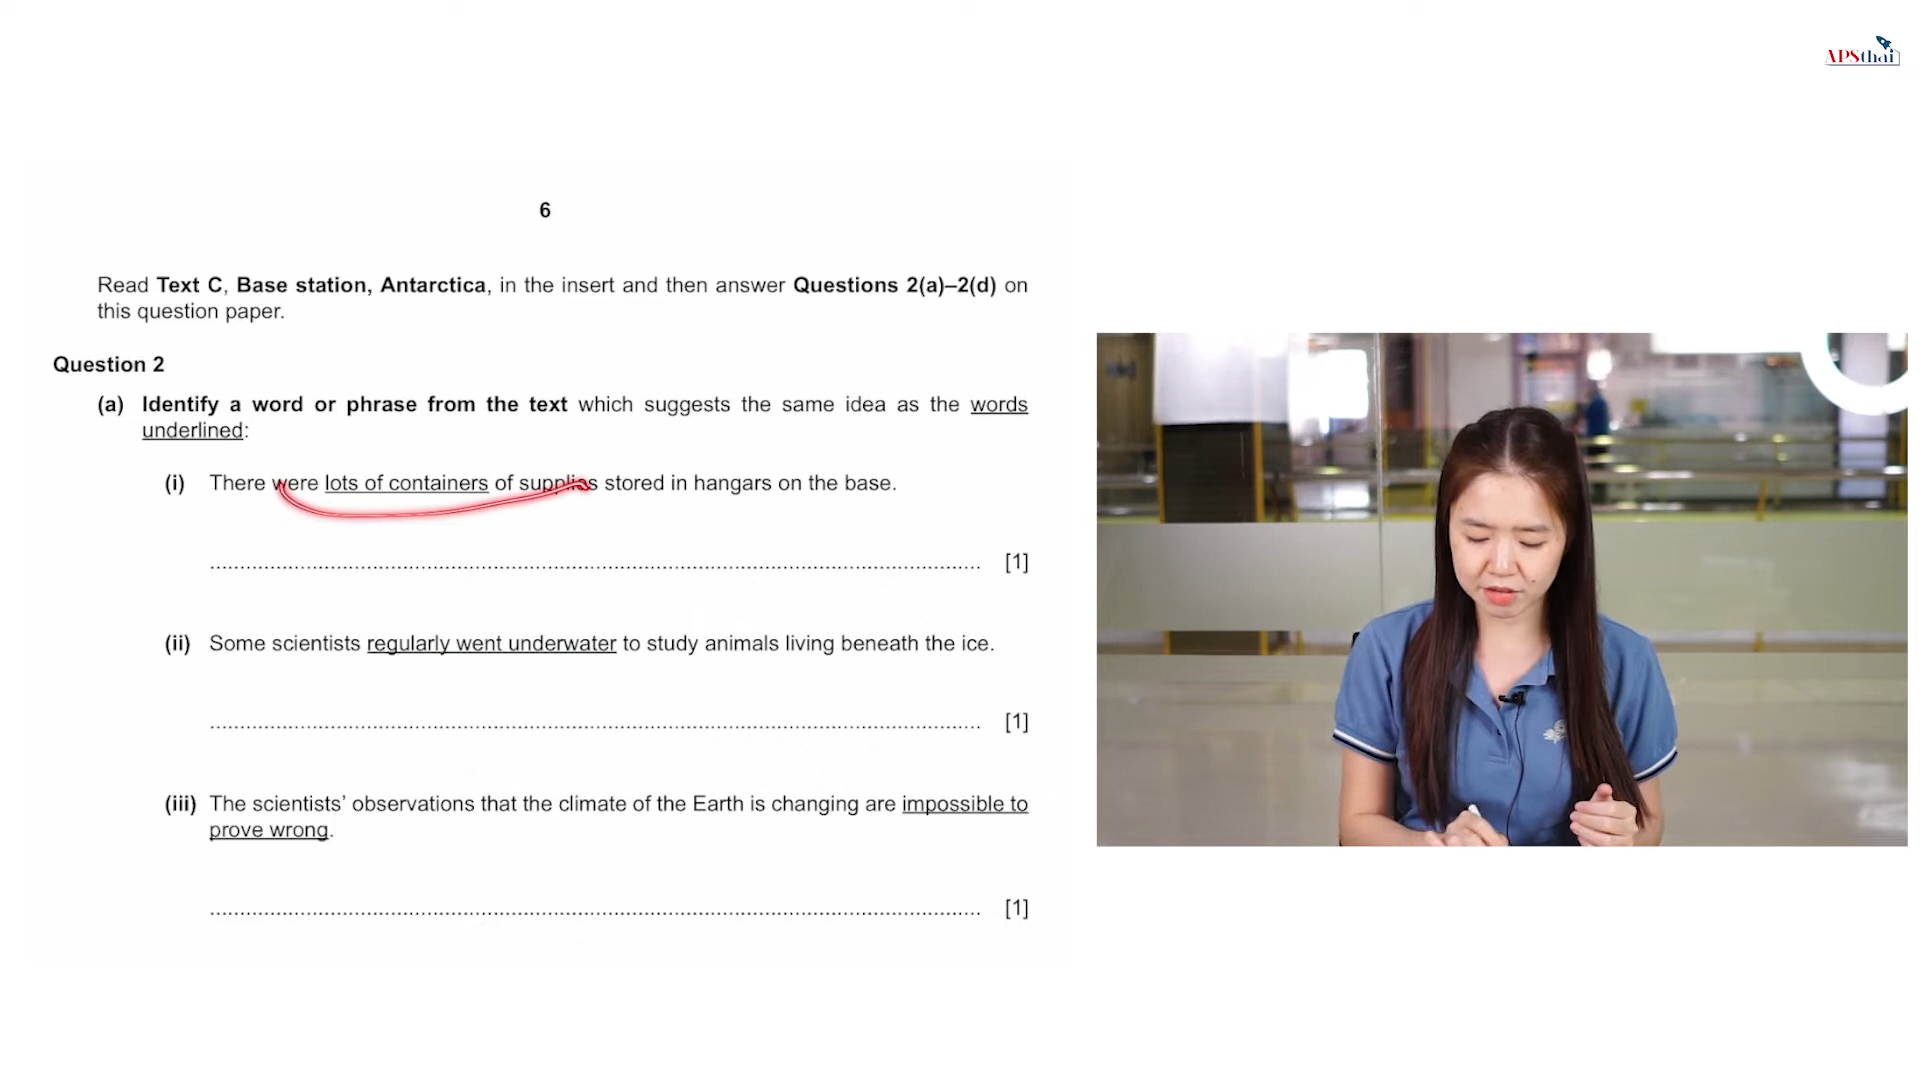 APSthai
6
Read Text C, Base station, Antarctica, in the insert and then answer Questions 2(a)–2(d) on
this question paper.
Question 2
(a) Identify a word or phrase from the text which suggests the same idea as the words
underlined:
(i) There were lots of containers of supplies stored in hangars on the base.
.................................................................................................................................. [1]
(ii) Some scientists regularly went underwater to study animals living beneath the ice.
.................................................................................................................................. [1]
(iii) The scientists’ observations that the climate of the Earth is changing are impossible to
prove wrong.
.................................................................................................................................. [1]